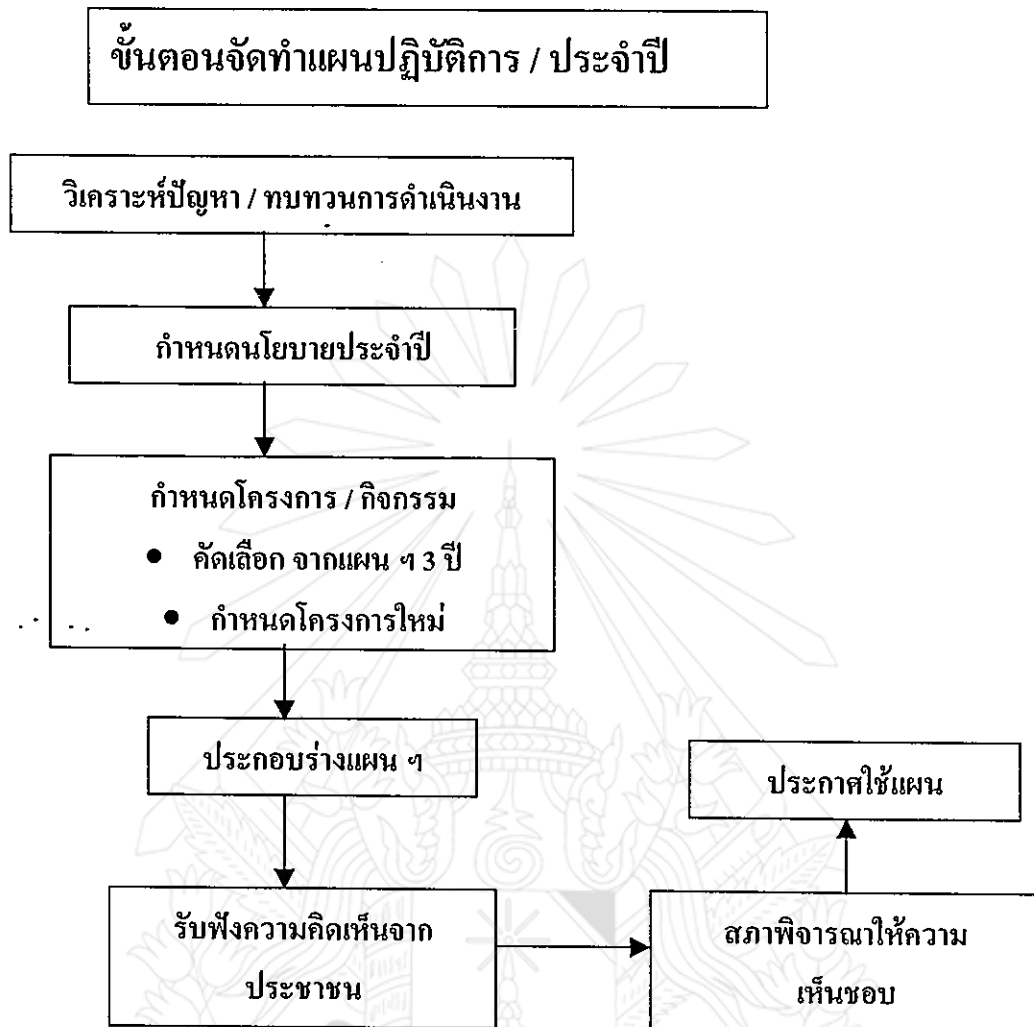 ขั้นตอนจัดทำแผนปฏิบัติการ / ประจำปี
วิเคราะห์ปัญหา / ทบทวนการดำเนินงาน
กำหนดนโยบายประจำปี
กำหนดโครงการ / กิจกรรม
● คัดเลือก จากแผน ฯ 3 ปี
● กำหนดโครงการใหม่
ประกอบร่างแผน ฯ
รับฟังความคิดเห็นจาก
ประชาชน
สภาพิจารณาให้ความ
เห็นชอบ
ประกาศใช้แผน